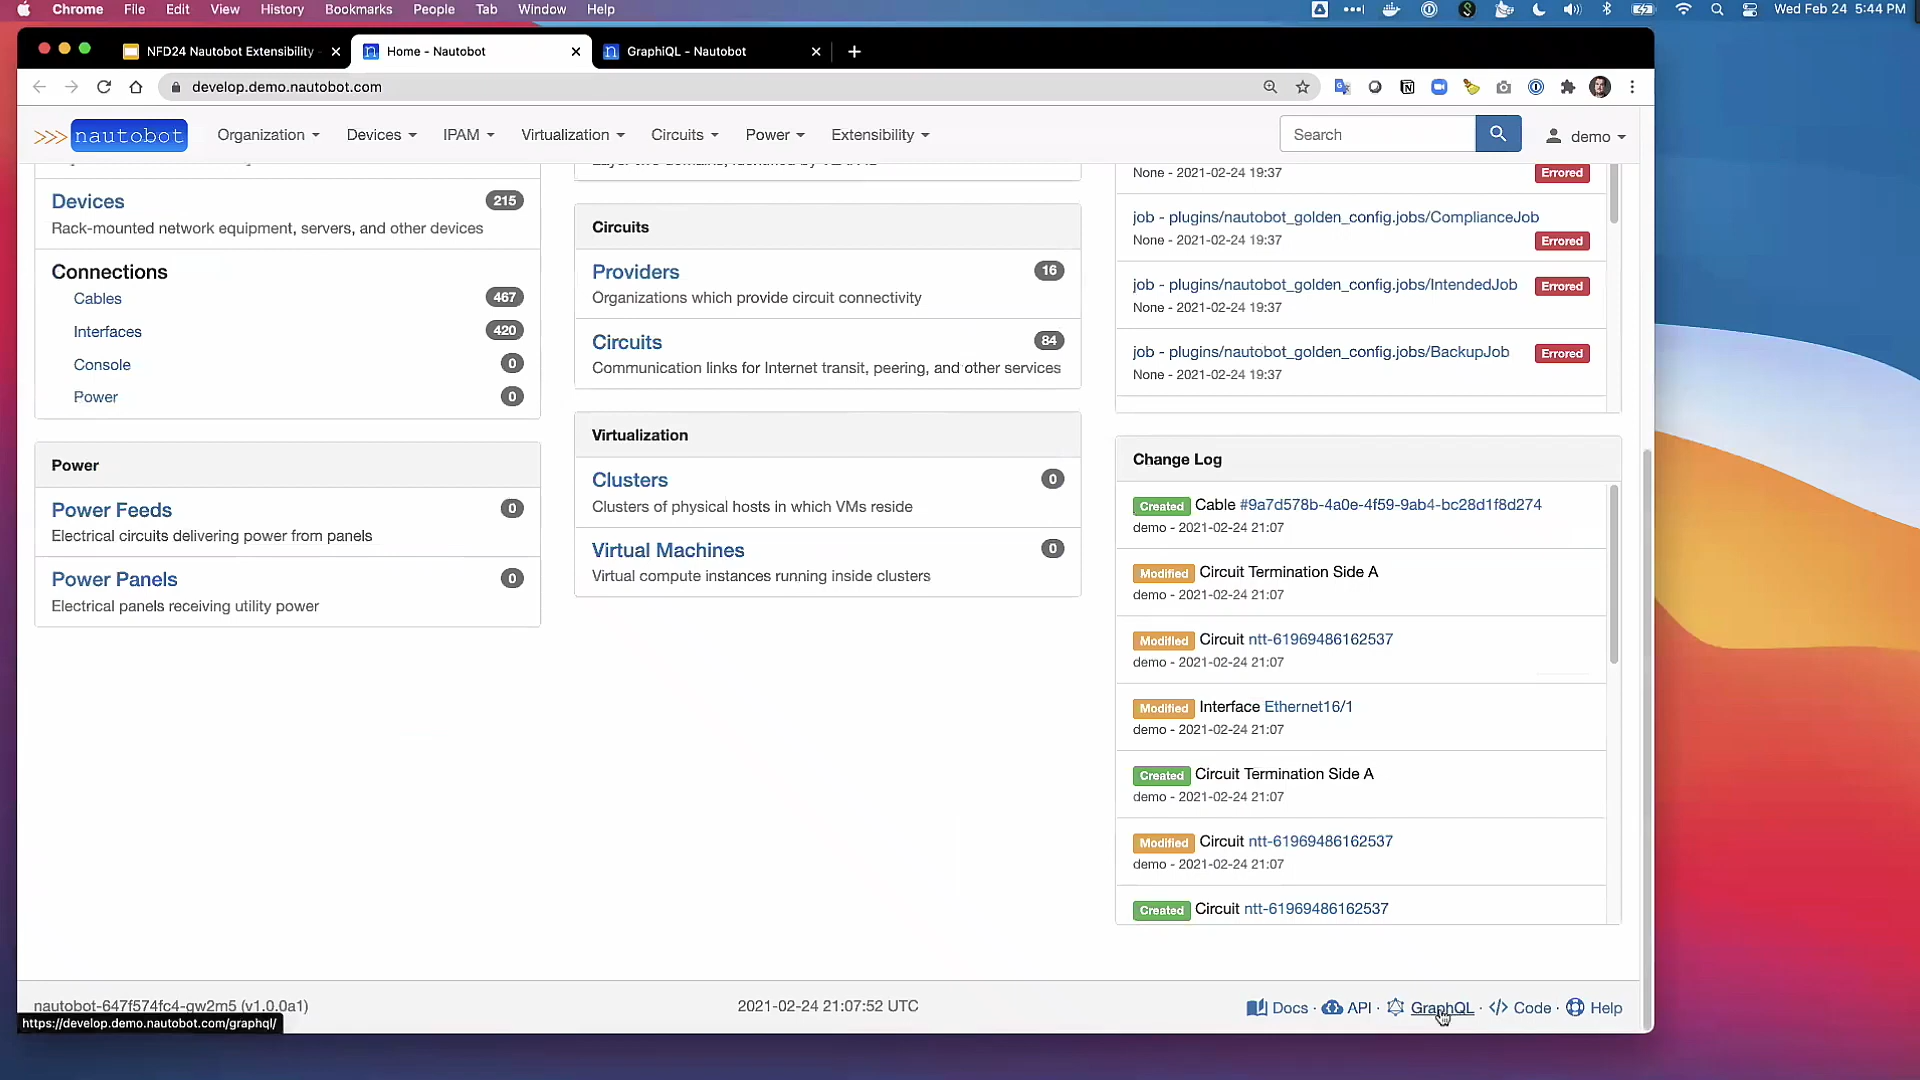 Chrome File Edit View History Bookmarks People Tab Window Help Wed Feb 24 5:44 PM
NFD24 Nautobot Extensibility Home - Nautobot GraphiQL - Nautobot
develop.demo.nautobot.com
nautobot Organization Devices IPAM Virtualization Circuits Power Extensibility Search demo
Devices 215
Rack-mounted network equipment, servers, and other devices
Connections
Cables 467
Interfaces 420
Console 0
Power 0
Power
Power Feeds 0
Electrical circuits delivering power from panels
Power Panels 0
Electrical panels receiving utility power
Circuits
Providers 16
Organizations which provide circuit connectivity
Circuits 84
Communication links for Internet transit, peering, and other services
Virtualization
Clusters 0
Clusters of physical hosts in which VMs reside
Virtual Machines 0
Virtual compute instances running inside clusters
None - 2021-02-24 19:37 Errored
job - plugins/nautobot_golden_config.jobs/ComplianceJob
None - 2021-02-24 19:37 Errored
job - plugins/nautobot_golden_config.jobs/IntendedJob Errored
None - 2021-02-24 19:37
job - plugins/nautobot_golden_config.jobs/BackupJob Errored
None - 2021-02-24 19:37
Change Log
Created Cable #9a7d578b-4a0e-4f59-9ab4-bc28d1f8d274
demo - 2021-02-24 21:07
Modified Circuit Termination Side A
demo - 2021-02-24 21:07
Modified Circuit ntt-61969486162537
demo - 2021-02-24 21:07
Modified Interface Ethernet16/1
demo - 2021-02-24 21:07
Created Circuit Termination Side A
demo - 2021-02-24 21:07
Modified Circuit ntt-61969486162537
demo - 2021-02-24 21:07
Created Circuit ntt-61969486162537
nautobot-647f574fc4-gw2m5 (v1.0.0a1) 2021-02-24 21:07:52 UTC Docs · API · GraphQL · Code · Help
https://develop.demo.nautobot.com/graphql/